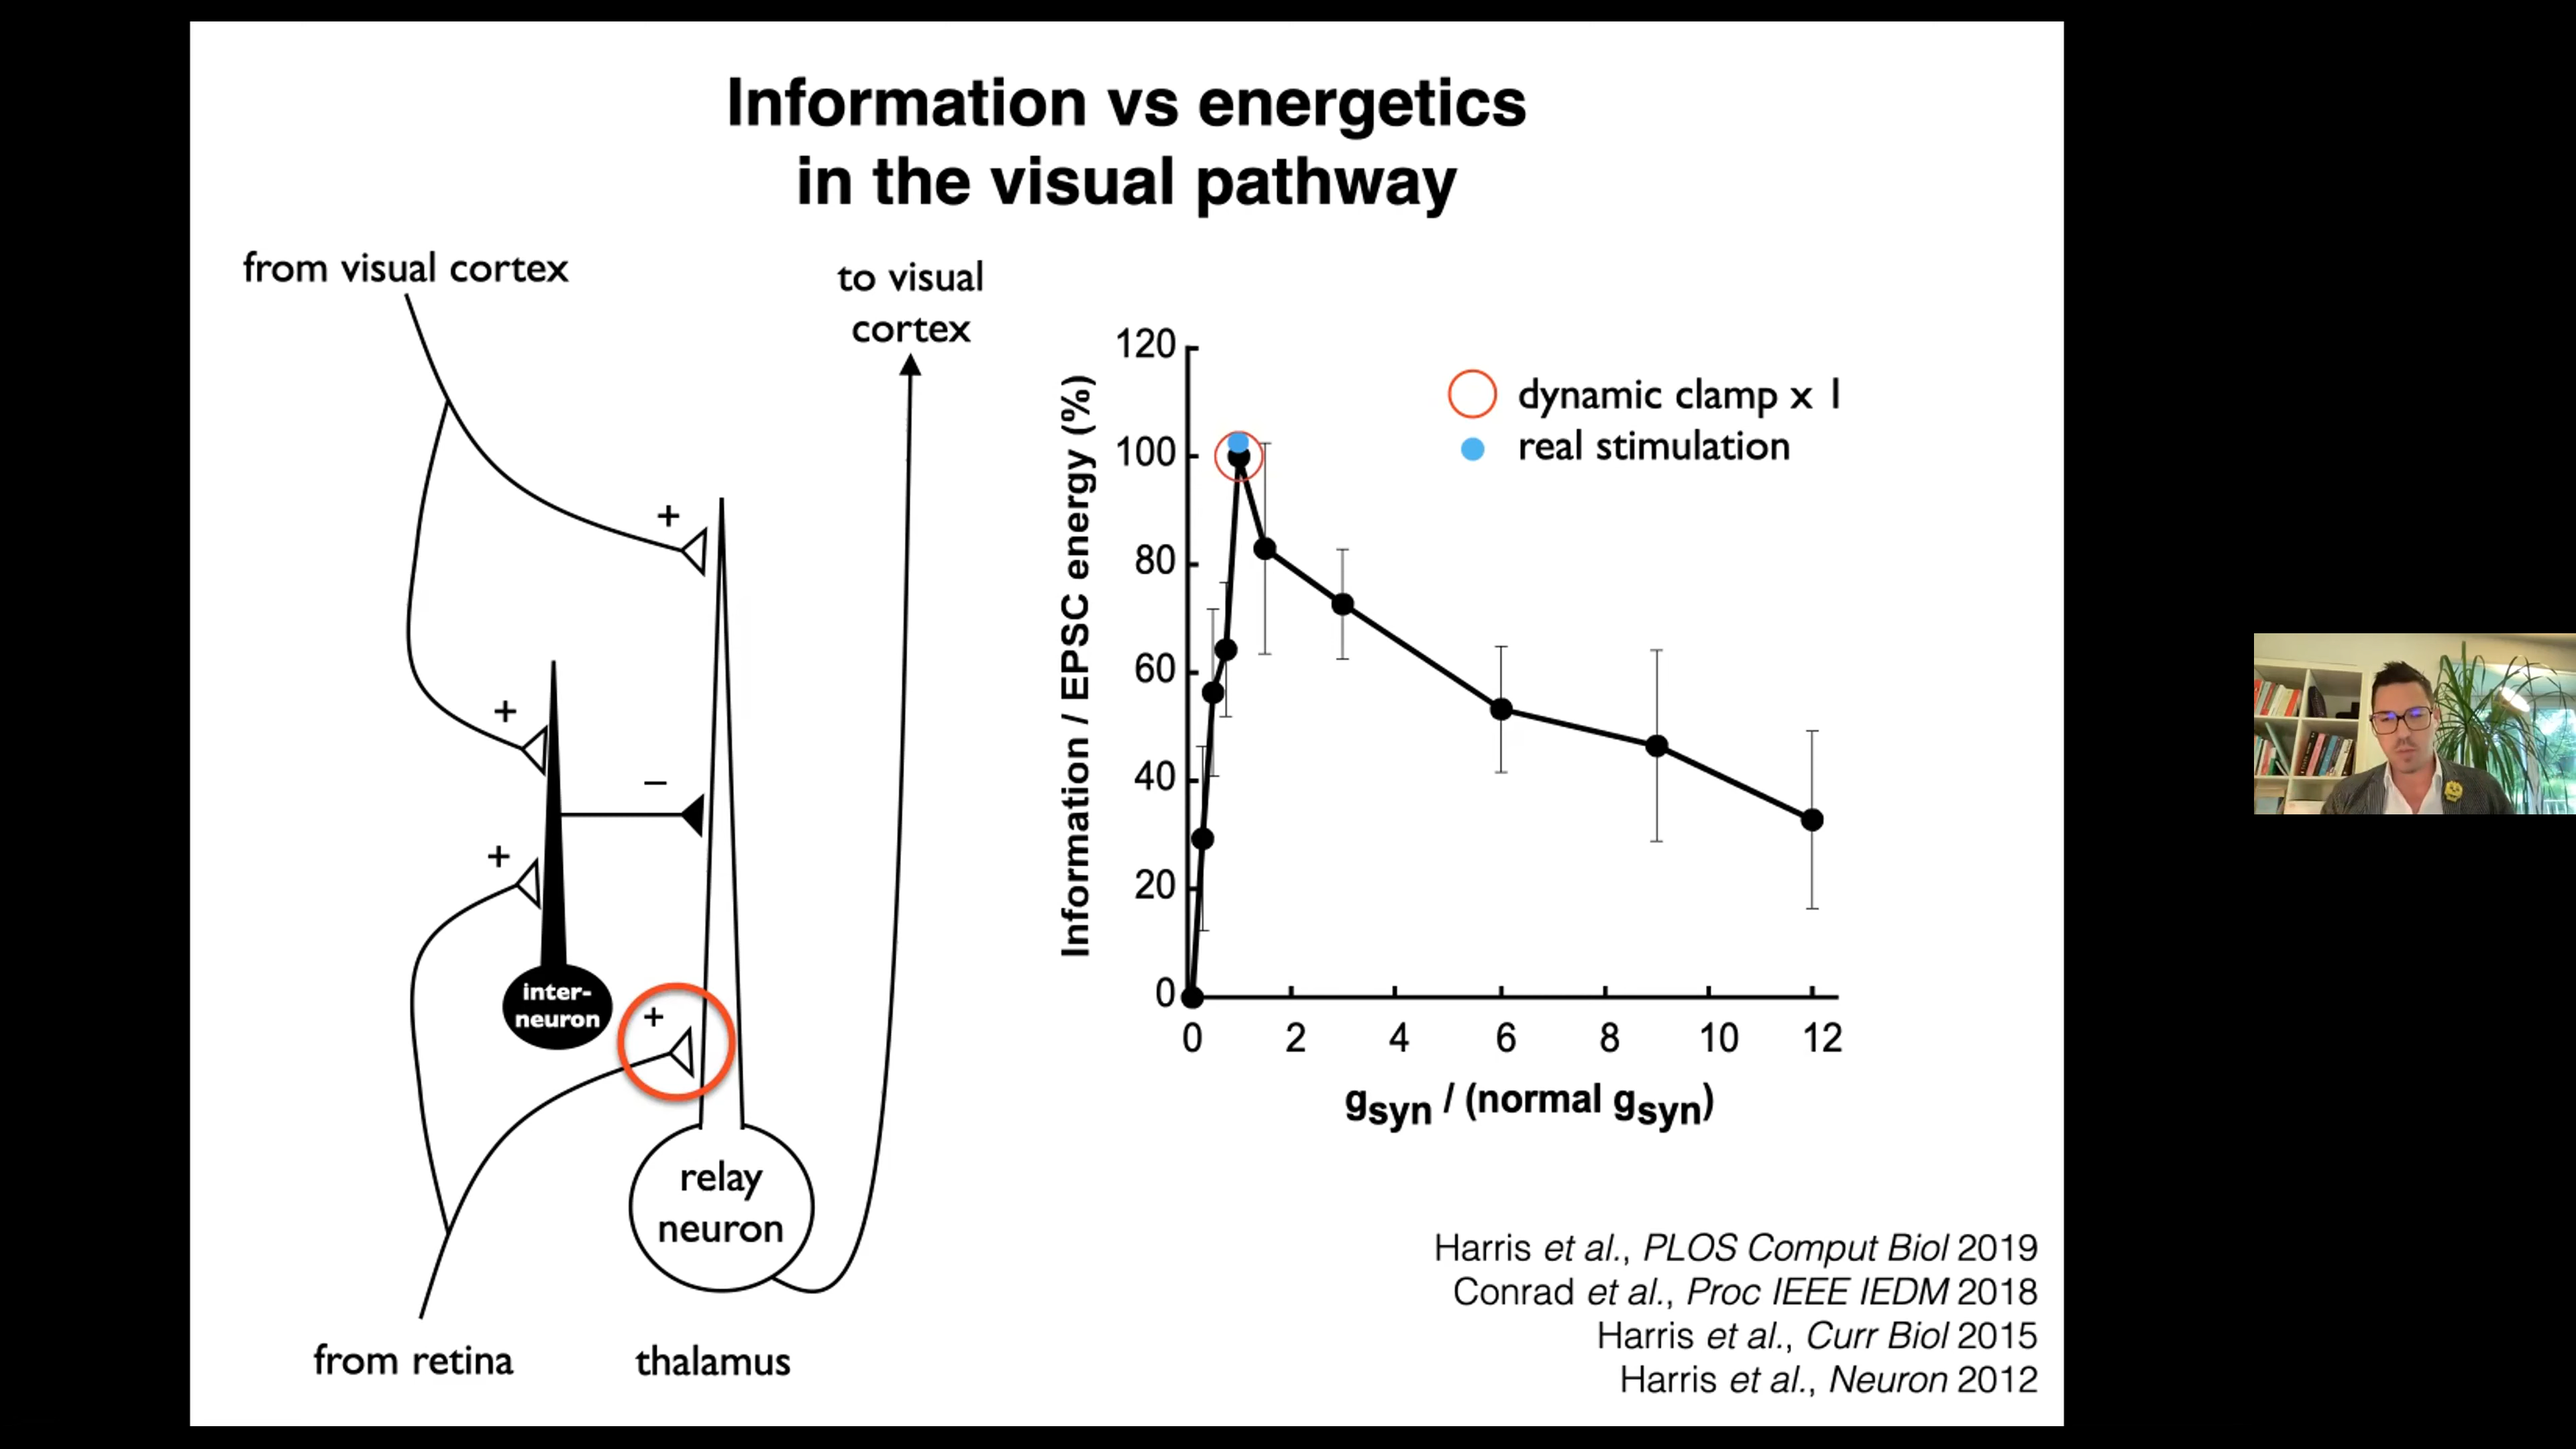 Information vs energetics
in the visual pathway
from visual cortex
to visual
cortex
+
+
–
+
inter-
neuron
+
relay
neuron
from retina
thalamus
Information / EPSC energy (%)
120
100
80
60
40
20
0
dynamic clamp x 1
real stimulation
0 2 4 6 8 10 12
gsyn / (normal gsyn)
Harris et al., PLOS Comput Biol 2019
Conrad et al., Proc IEEE IEDM 2018
Harris et al., Curr Biol 2015
Harris et al., Neuron 2012